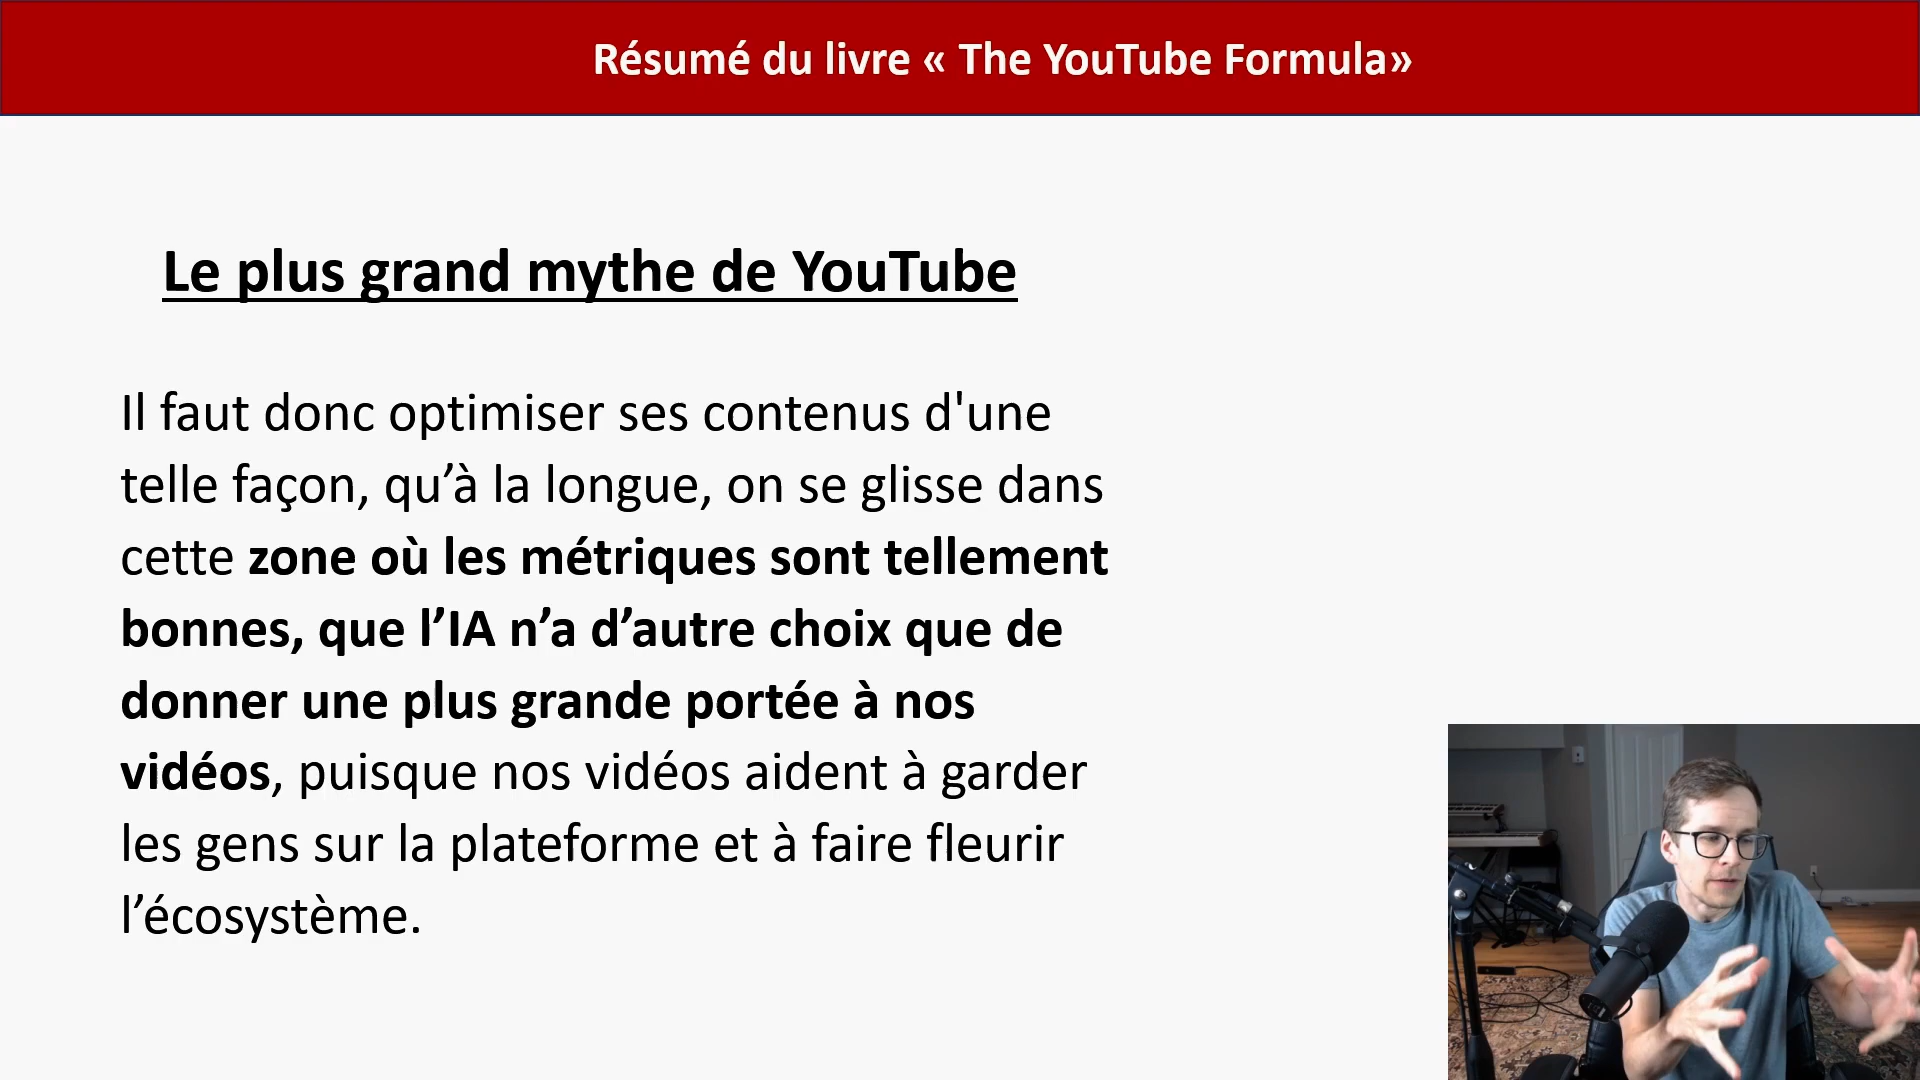 Résumé du livre « The YouTube Formula»
Le plus grand mythe de YouTube
Il faut donc optimiser ses contenus d'une
telle façon, qu’à la longue, on se glisse dans
cette zone où les métriques sont tellement
bonnes, que l’IA n’a d’autre choix que de
donner une plus grande portée à nos
vidéos, puisque nos vidéos aident à garder
les gens sur la plateforme et à faire fleurir
l’écosystème.